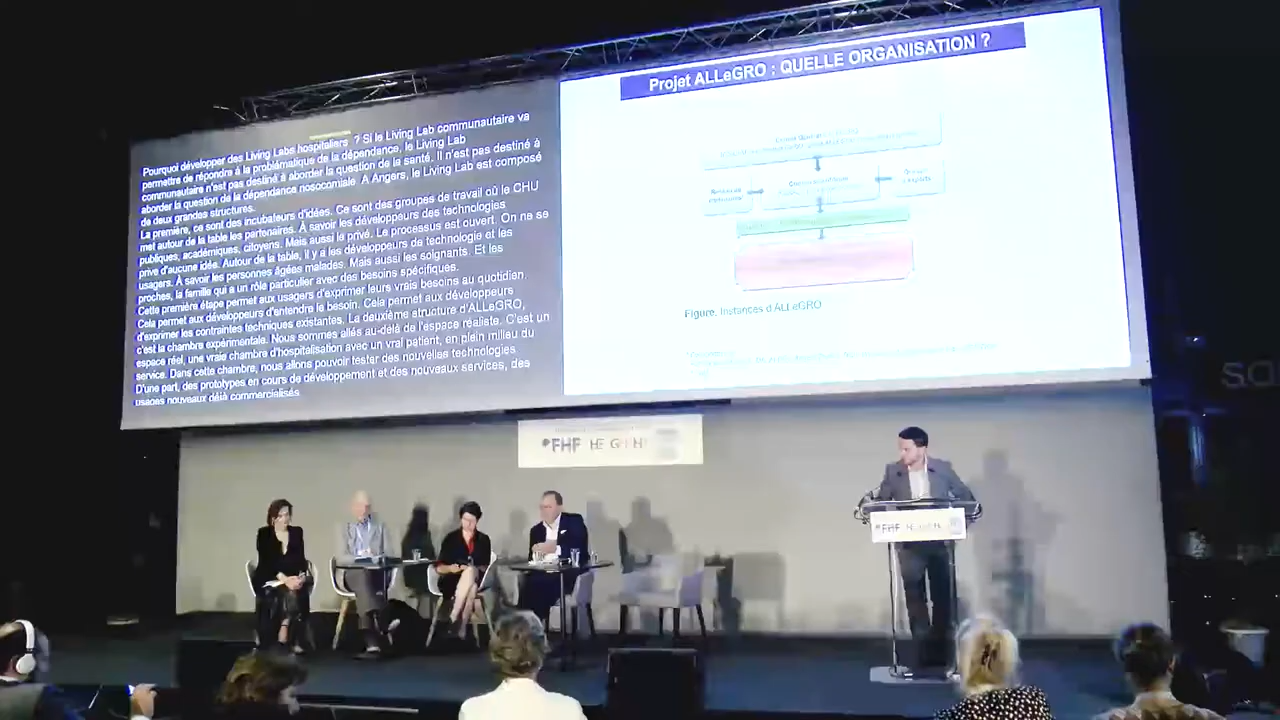 Pourquoi développer des Living Labs hospitaliers ? Si le Living Lab communautaire va
permettre de répondre à la problématique de la dépendance, le Living Lab
communautaire n'est pas destiné à aborder la question de la santé. Il n'est pas destiné à
aborder la question de la dépendance nosocomiale. A Angers, le Living Lab est composé
de deux grandes structures.
La première, ce sont des incubateurs d'idées. Ce sont des groupes de travail où le CHU
met autour de la table les partenaires. À savoir les développeurs des technologies
publiques, académiques, citoyens. Mais aussi le privé. Le processus est ouvert. On ne se
prive d'aucune idée. Autour de la table, il y a les développeurs de technologie et les
usagers. À savoir les personnes âgées malades. Mais aussi les soignants. Et les
proches, la famille qui a un rôle particulier avec des besoins spécifiques.
Cette première étape permet aux usagers d'exprimer leurs vrais besoins au quotidien.
Cela permet aux développeurs d'entendre le besoin. Cela permet aux développeurs
d'exprimer les contraintes techniques existantes. La deuxième structure d'ALLeGRO,
c'est la chambre expérimentale. Nous sommes allés au-delà de l'espace réaliste. C'est un
espace réel, une vraie chambre d'hospitalisation avec un vrai patient, en plein milieu du
service. Dans cette chambre, nous allons pouvoir tester des nouvelles technologies
D'une part, des prototypes en cours de développement et des nouveaux services, des
usages nouveaux déjà commercialisés
Projet ALLeGRO : QUELLE ORGANISATION ?
Figure. Instances d'ALLeGRO
FHF
FHF